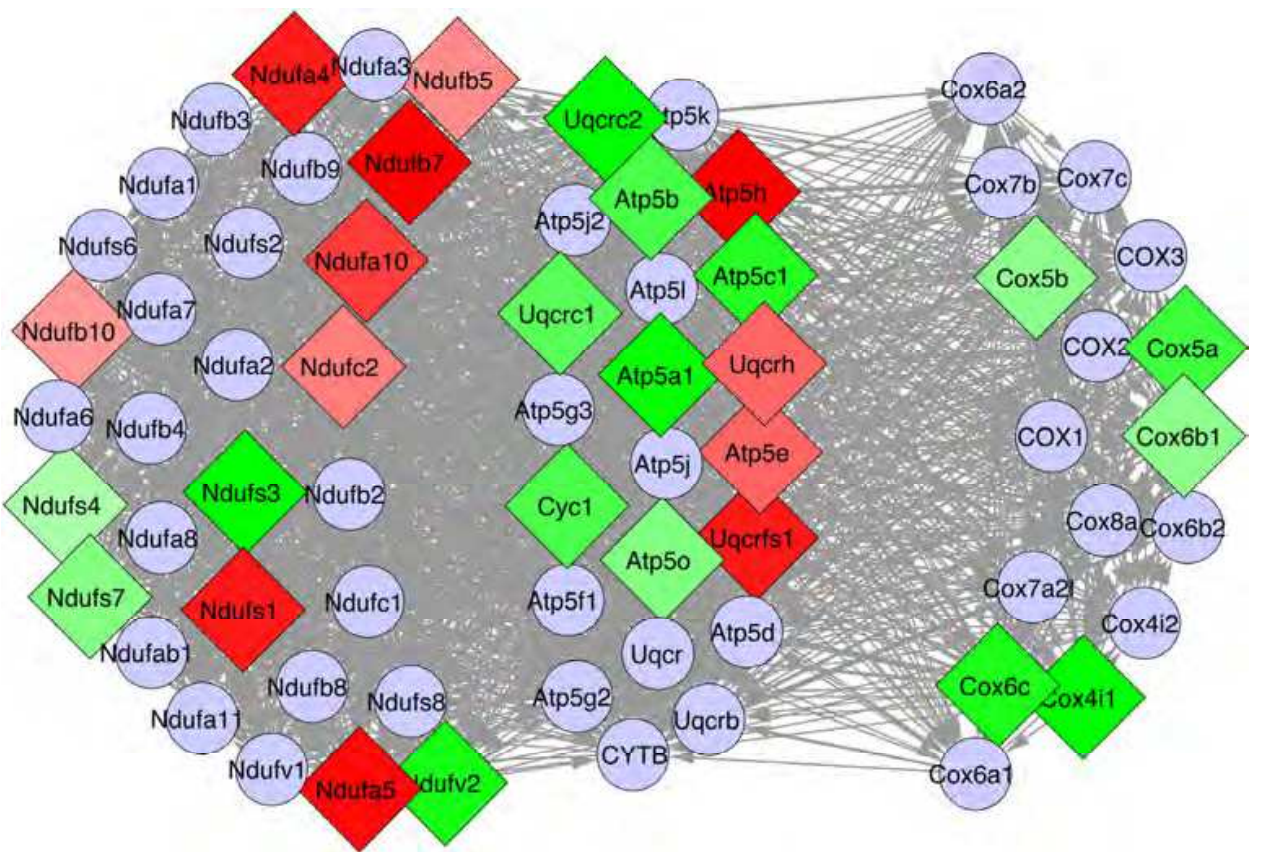 Ndufa4
Ndufa3
Ndufb5
Ndufb3
Ndufb9
Ndufb7
Ndufa1
Ndufs6
Ndufs2
Ndufa10
Ndufb10
Ndufa7
Ndufa2
Ndufc2
Ndufa6
Ndufb4
Ndufs3
Ndufb2
Ndufs4
Ndufa8
Ndufs7
Ndufs1
Ndufc1
Ndufab1
Ndufb8
Ndufs8
Ndufa11
Ndufv1
Ndufa5
dufv2
Uqcrc2
tp5k
Atp5b
Atp5h
Atp5j2
Atp5l
Atp5c1
Uqcrc1
Atp5a1
Uqcrh
Atp5g3
Atp5j
Atp5e
Cyc1
Atp5o
Uqcrfs1
Atp5f1
Uqcr
Atp5d
Atp5g2
Uqcrb
CYTB
Cox6a2
Cox7b
Cox7c
Cox5b
COX3
COX2
Cox5a
COX1
Cox6b1
Cox8a
Cox6b2
Cox7a2l
Cox4i2
Cox6c
Cox4i1
Cox6a1